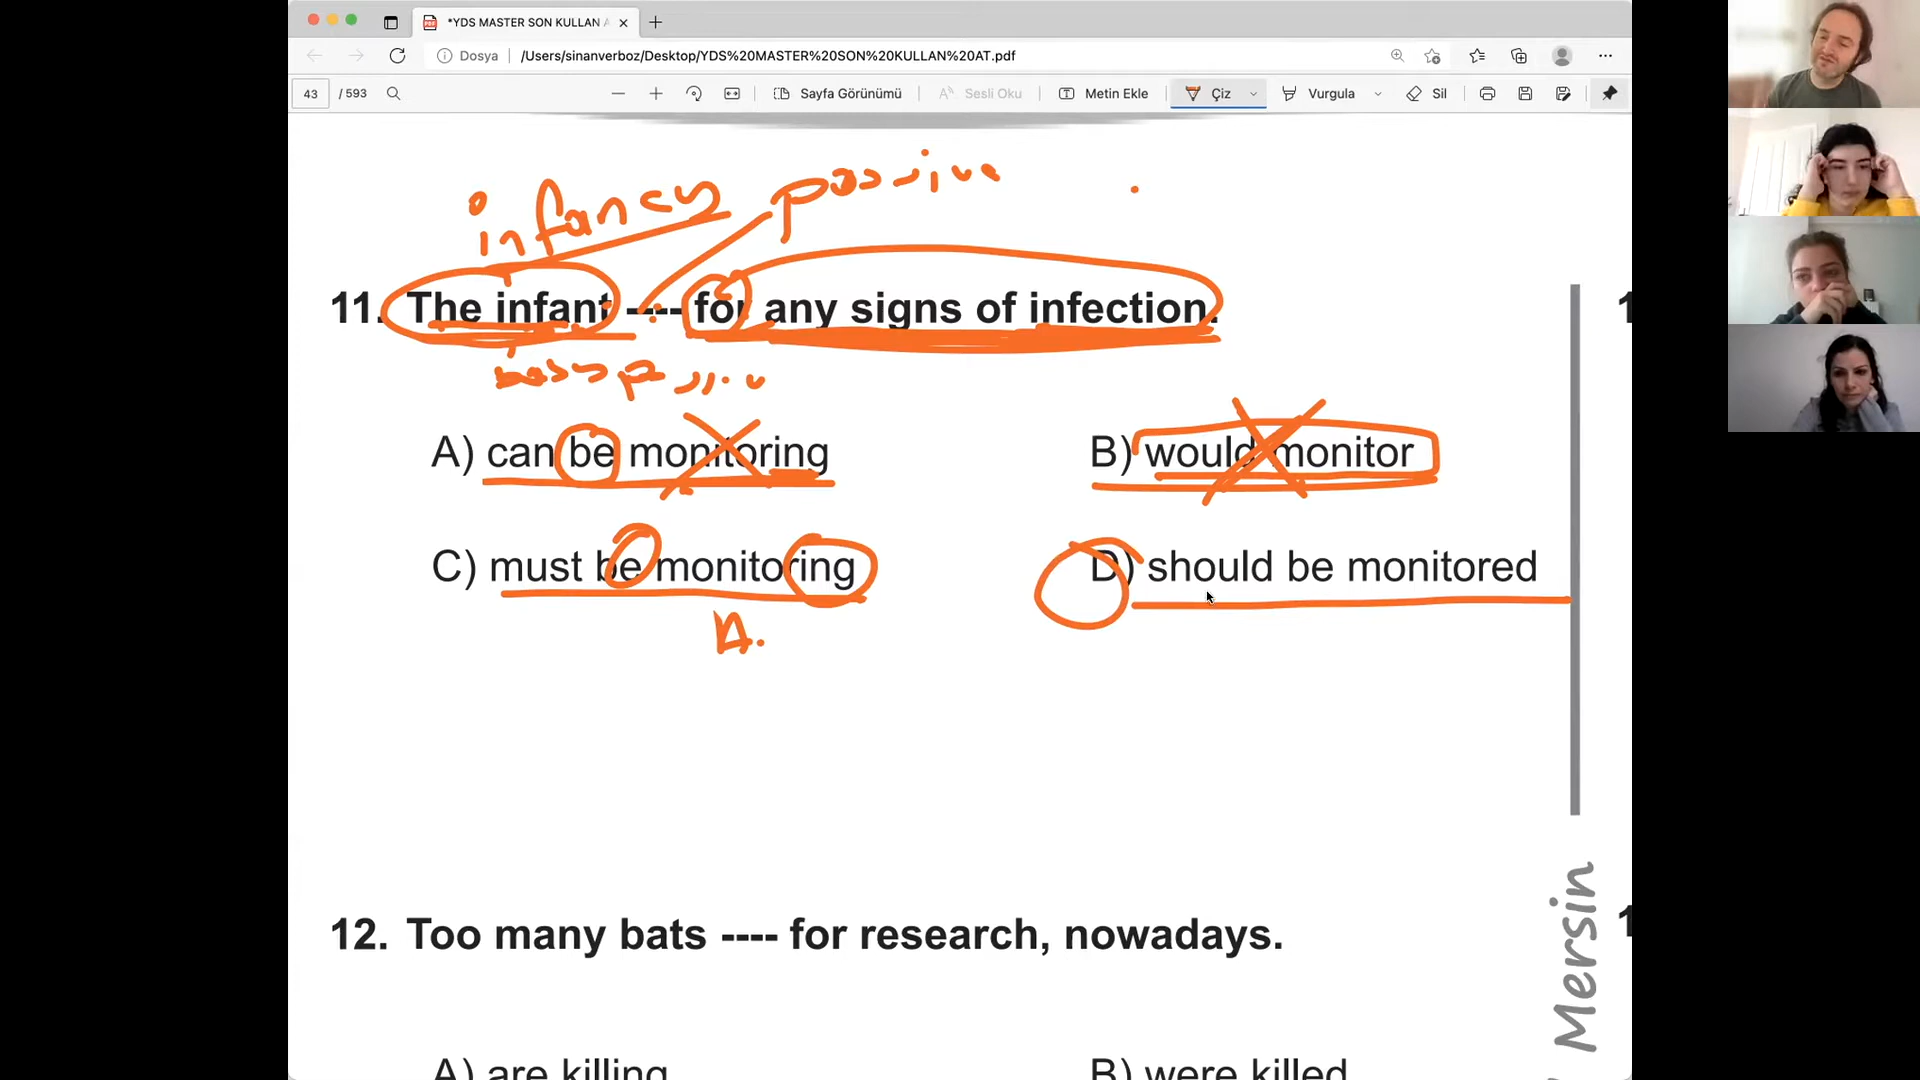 *YDS MASTER SON KULLAN A
Dosya /Users/sinanverboz/Desktop/YDS%20MASTER%20SON%20KULLAN%20AT.pdf
43 / 593 Sayfa Görünümü Sesli Oku Metin Ekle Çiz Vurgula Sil
infancy passive
11. The infant ---- for any signs of infection.
A) can be monitoring
B) would monitor
C) must be monitoring
D) should be monitored
12. Too many bats ---- for research, nowadays.
A) are killing
B) were killed
Mersin